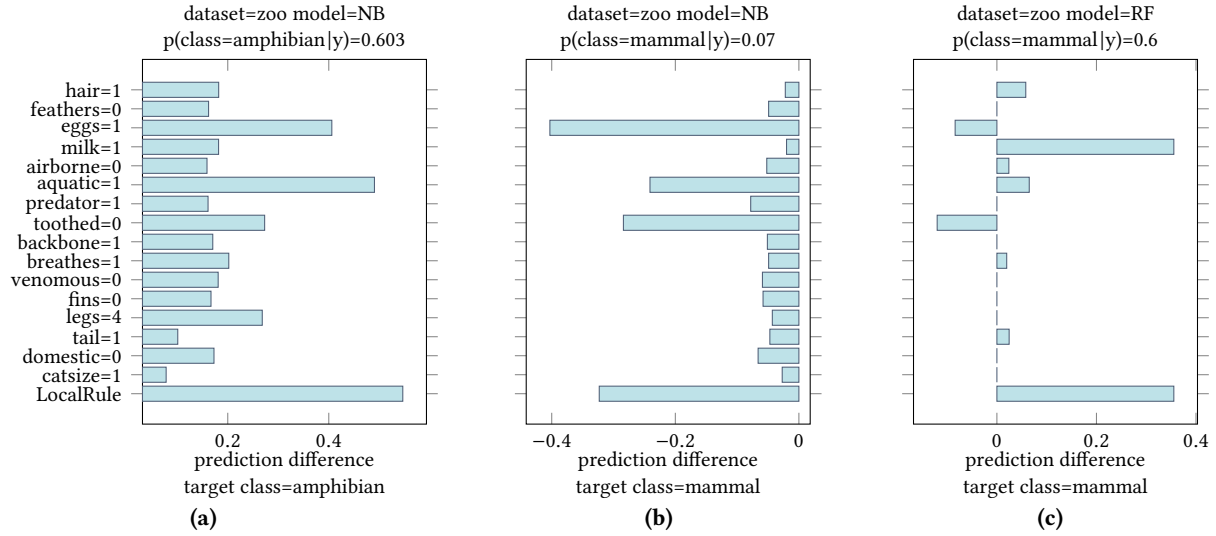 dataset=zoo model=NB
p(class=amphibian|y)=0.603
hair=1
feathers=0
eggs=1
milk=1
airborne=0
aquatic=1
predator=1
toothed=0
backbone=1
breathes=1
venomous=0
fins=0
legs=4
tail=1
domestic=0
catsize=1
LocalRule
0.2 0.4
prediction difference
target class=amphibian
(a)
dataset=zoo model=NB
p(class=mammal|y)=0.07
−0.4 −0.2 0
prediction difference
target class=mammal
(b)
dataset=zoo model=RF
p(class=mammal|y)=0.6
0 0.2 0.4
prediction difference
target class=mammal
(c)